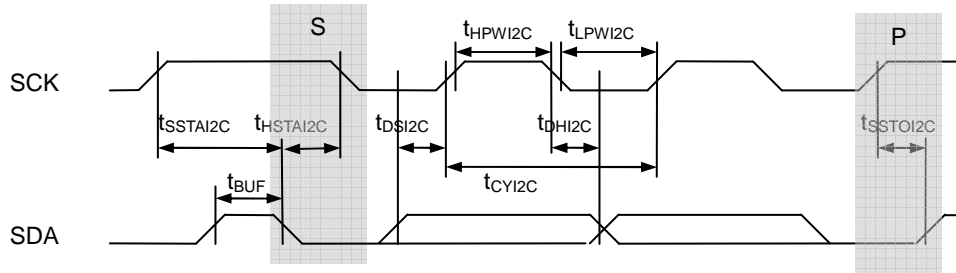 S
P
tHPWI2C
tLPWI2C
SCK
tSSTAI2C
tHSTAI2C
tDSI2C
tDHI2C
tSSTOI2C
tBUF
tCYI2C
SDA